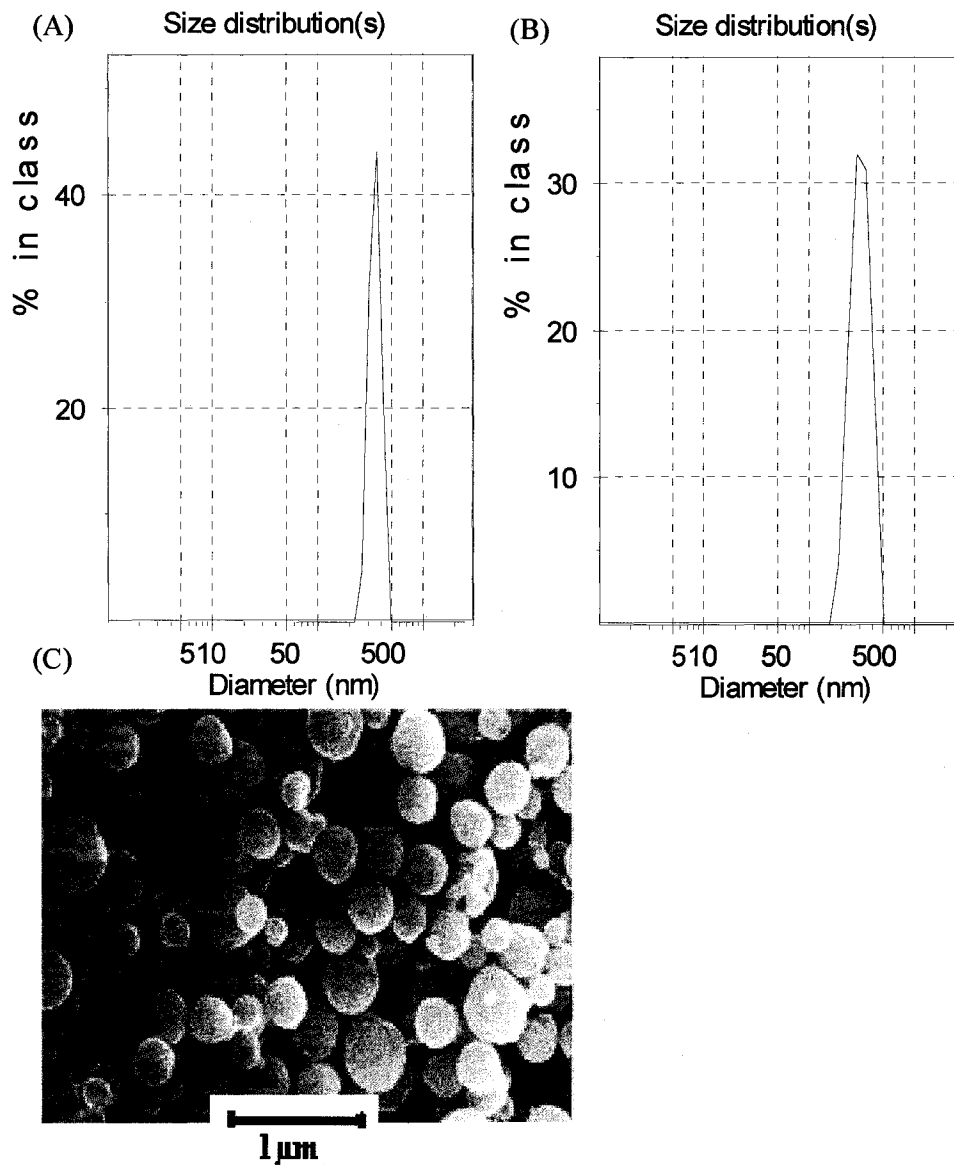 (A) Size distribution(s)
% in class
40
20
510 50 500
Diameter (nm)
(B) Size distribution(s)
% in class
30
20
10
510 50 500
Diameter (nm)
(C)
1μm